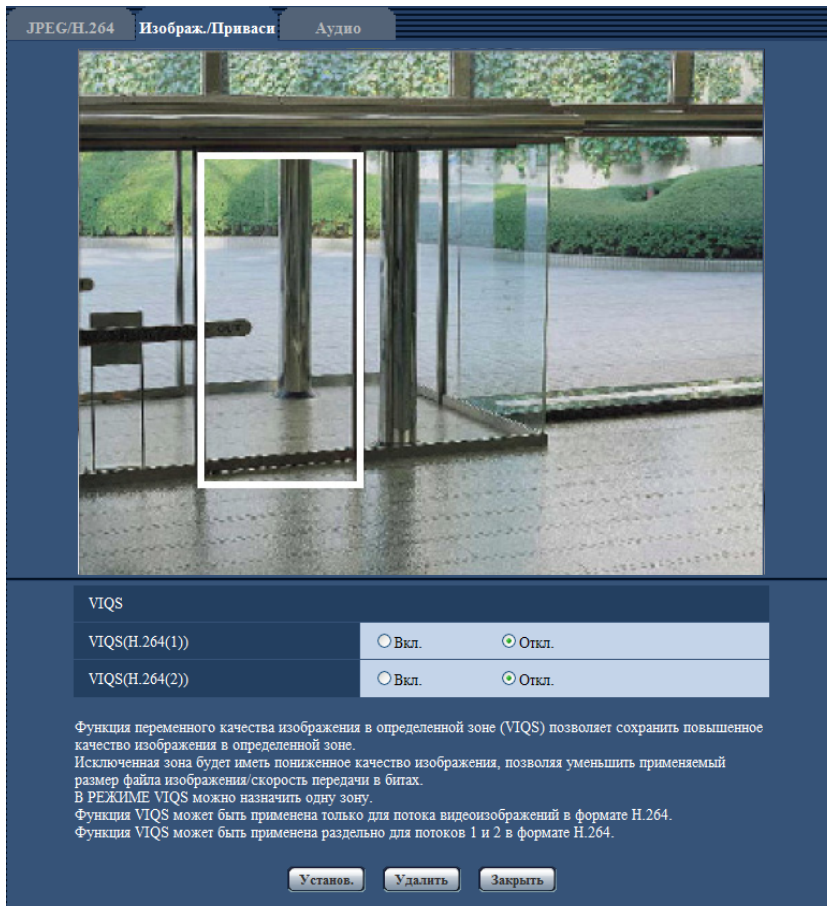 JPEG/H.264 Изображ./Приваси Аудио
OUT
VIQS
VIQS(H.264(1)) Вкл. Откл.
VIQS(H.264(2)) Вкл. Откл.
Функция переменного качества изображения в определенной зоне (VIQS) позволяет сохранить повышенное
качество изображения в определенной зоне.
Исключенная зона будет иметь пониженное качество изображения, позволяя уменьшить применяемый
размер файла изображения/скорость передачи в битах.
В РЕЖИМЕ VIQS можно назначить одну зону.
Функция VIQS может быть применена только для потока видеоизображений в формате H.264.
Функция VIQS может быть применена раздельно для потоков 1 и 2 в формате H.264.
Установ. Удалить Закрыть